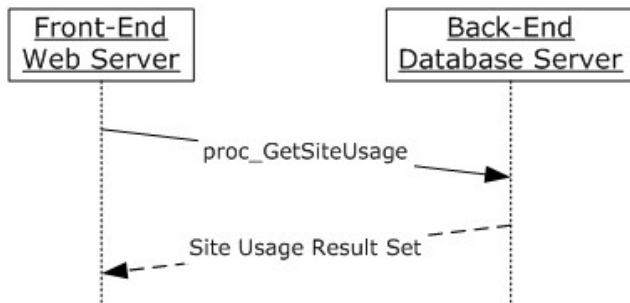 Front-End
Web Server
Back-End
Database Server
proc_GetSiteUsage
Site Usage Result Set